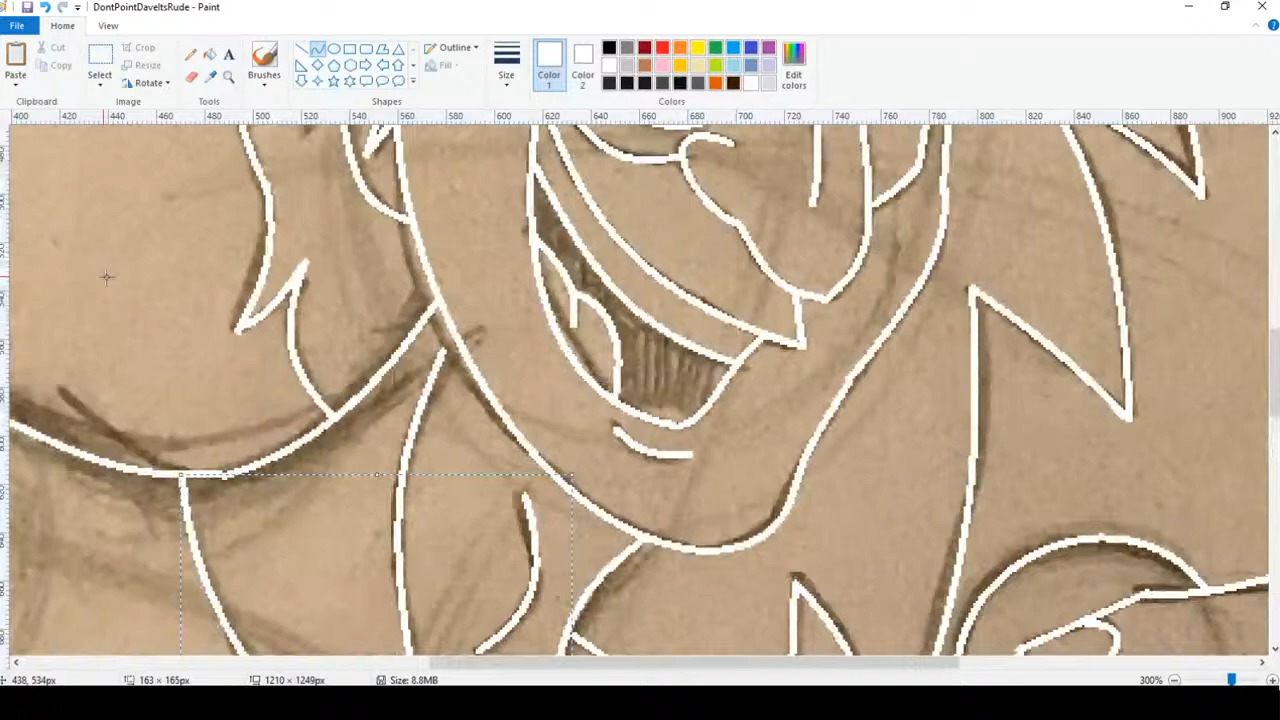 DontPointDaveItsRude - Paint
File Home View
Paste Cut Copy
Select Crop Resize Rotate
A
Brushes
Outline
Fill
Size
Color 1 Color 2
Edit colors
Clipboard Image Tools Shapes Colors
400 420 440 460 480 500 520 540 560 580 600 620 640 660 680 700 720 740 760 780 800 820 840 860 880 900 920
438, 534px 163 × 165px 1210 × 1249px Size: 8.8MB 300%